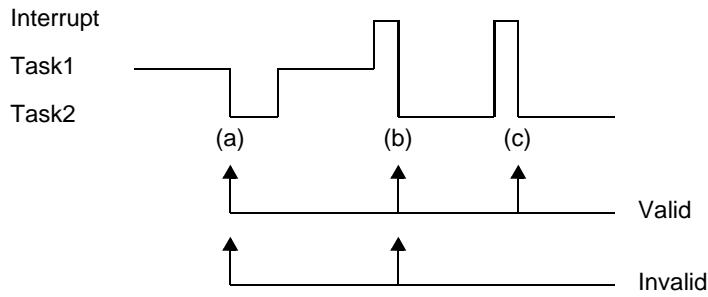 Interrupt
Task1
Task2
(a) (b) (c)
Valid
Invalid